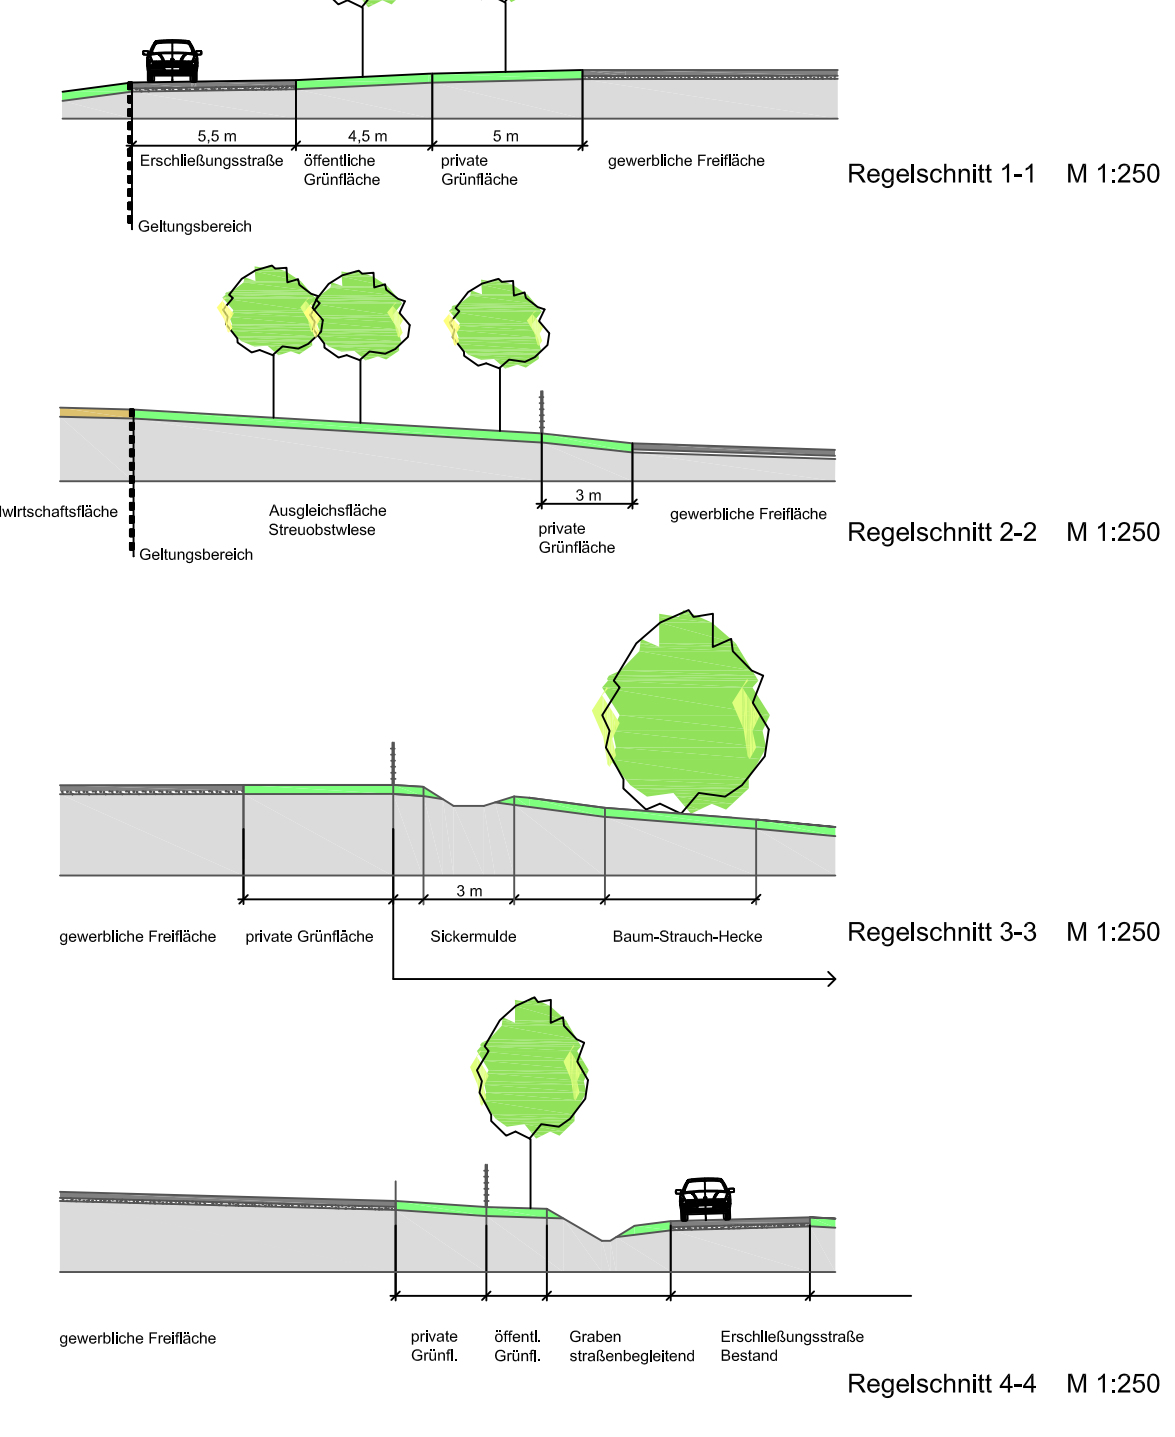 5,5 m 4,5 m 5 m
Erschließungsstraße öffentliche private gewerbliche Freifläche
Grünfläche Grünfläche
Regelschnitt 1-1 M 1:250
Geltungsbereich
3 m
dwirtschaftsfläche Ausgleichsfläche gewerbliche Freifläche
Streuobstwiese private
Regelschnitt 2-2 M 1:250
Geltungsbereich Grünfläche
3 m
gewerbliche Freifläche private Grünfläche Sickermulde Baum-Strauch-Hecke
Regelschnitt 3-3 M 1:250
gewerbliche Freifläche private öffentl. Graben Erschließungsstraße
Grünfl. Grünfl. straßenbegleitend Bestand
Regelschnitt 4-4 M 1:250